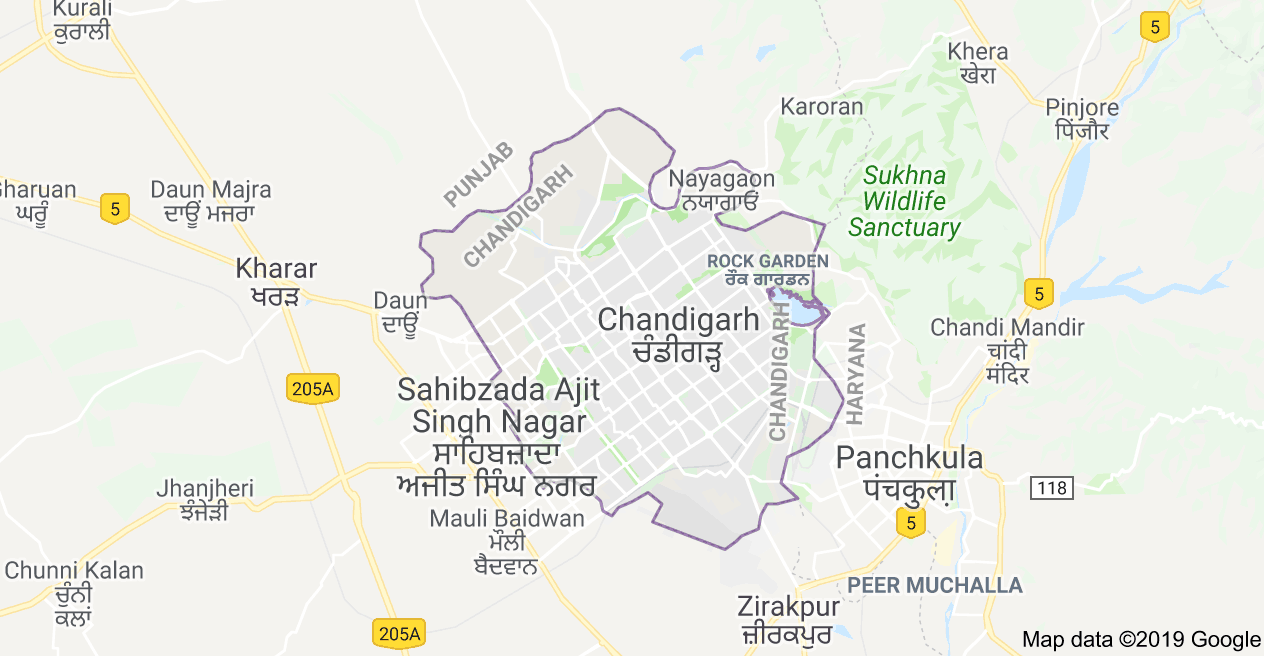 Kurali
ਕੁਰਾਲੀ
5
Khera
ਖੇਰਾ
Karoran
Pinjore
ਪਿੰਜੌਰ
PUNJAB
CHANDIGARH
Nayagaon
ਨਯਾਗਾਓਂ
Sukhna
Wildlife
Sanctuary
Gharuan
ਘਰੂੰ
5
Daun Majra
ਦਾਊਂ ਮਜਰਾ
ROCK GARDEN
ਰੌਕ ਗਾਰਡਨ
Kharar
ਖਰੜ
Daun
ਦਾਊਂ
5
Chandigarh
ਚੰਡੀਗੜ੍ਹ
CHANDIGARH
HARYANA
Chandi Mandir
ਚਾਂਦੀ
ਮੰਦਿਰ
205A
Sahibzada Ajit
Singh Nagar
ਸਾਹਿਬਜ਼ਾਦਾ
ਅਜੀਤ ਸਿੰਘ ਨਗਰ
Panchkula
ਪੰਚਕੁਲਾ
118
Jhanjheri
ਝੰਜੇੜੀ
Mauli Baidwan
ਮੌਲੀ
ਬੈਦਵਾਨ
5
Chunni Kalan
ਚੁੰਨੀ
ਕਲਾਂ
PEER MUCHALLA
Zirakpur
ਜ਼ੀਰਕਪੁਰ
205A
Map data ©2019 Google